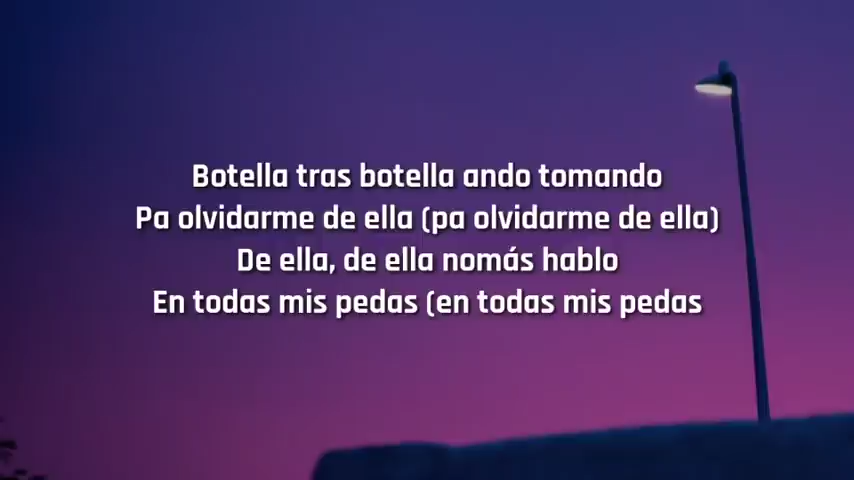 Botella tras botella ando tomando
Pa olvidarme de ella (pa olvidarme de ella)
De ella, de ella nomás hablo
En todas mis pedas (en todas mis pedas